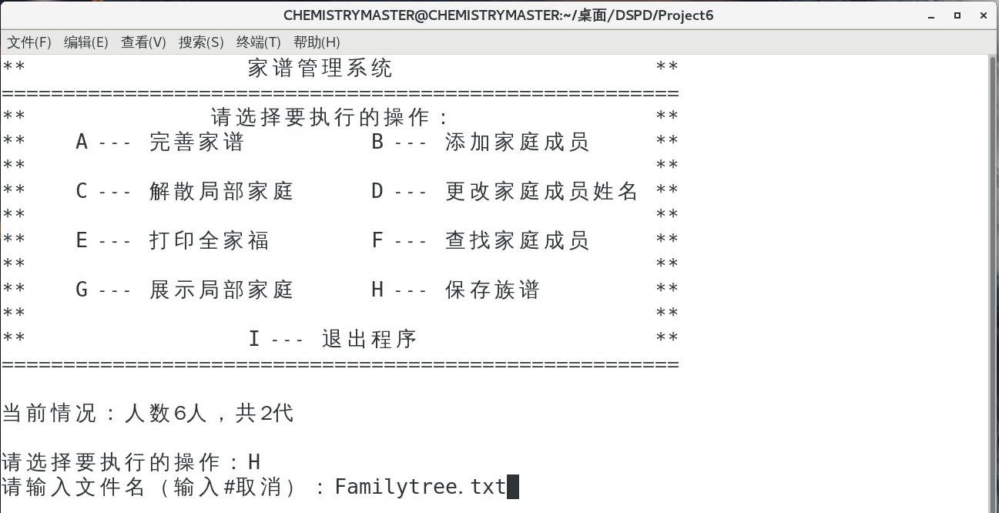 CHEMISTRYMASTER@CHEMISTRYMASTER:~/桌面/DSPD/Project6
文件(F) 编辑(E) 查看(V) 搜索(S) 终端(T) 帮助(H)
** 家谱管理系统 **
=======================================================
** 请选择要执行的操作： **
** A --- 完善家谱 B --- 添加家庭成员 **
** **
** C --- 解散局部家庭 D --- 更改家庭成员姓名 **
** **
** E --- 打印全家福 F --- 查找家庭成员 **
** **
** G --- 展示局部家庭 H --- 保存族谱 **
** **
** I --- 退出程序 **
=======================================================
当前情况：人数6人，共2代
请选择要执行的操作：H
请输入文件名（输入#取消）：Familytree.txt